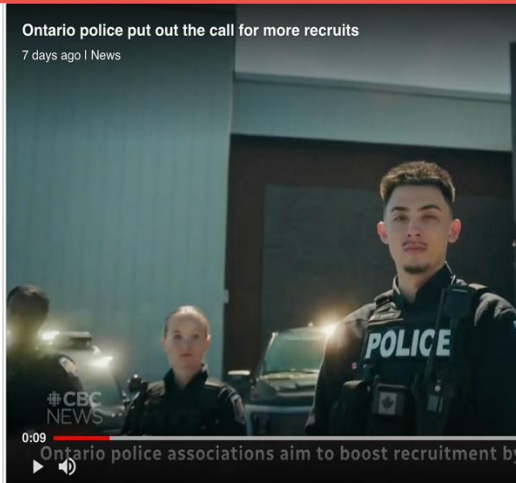 Ontario police put out the call for more recruits
7 days ago | News
POLICE
CBC
NEWS
0:09
Ontario police associations aim to boost recruitment by